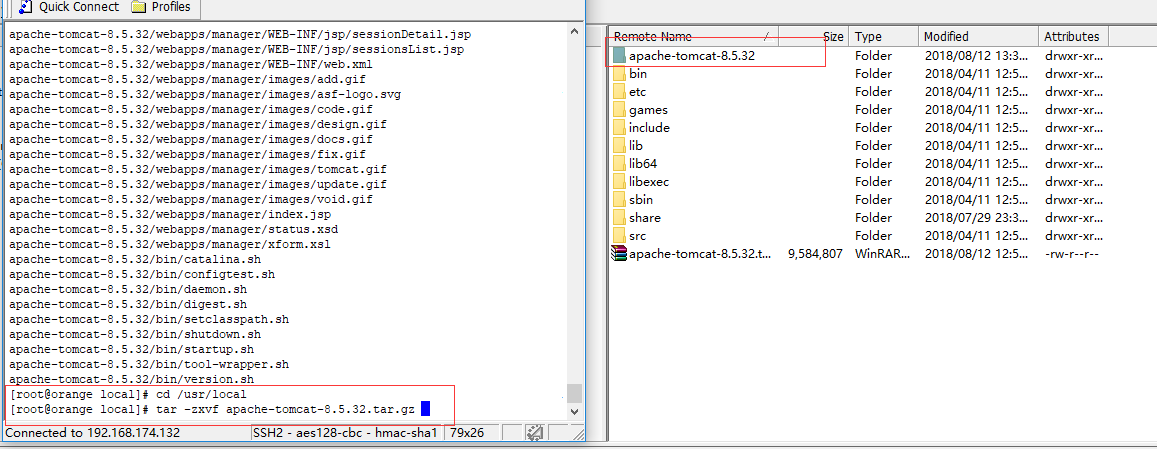 Quick Connect Profiles
apache-tomcat-8.5.32/webapps/manager/WEB-INF/jsp/sessionDetail.jsp
apache-tomcat-8.5.32/webapps/manager/WEB-INF/jsp/sessionsList.jsp
apache-tomcat-8.5.32/webapps/manager/WEB-INF/web.xml
apache-tomcat-8.5.32/webapps/manager/images/add.gif
apache-tomcat-8.5.32/webapps/manager/images/asf-logo.svg
apache-tomcat-8.5.32/webapps/manager/images/code.gif
apache-tomcat-8.5.32/webapps/manager/images/design.gif
apache-tomcat-8.5.32/webapps/manager/images/docs.gif
apache-tomcat-8.5.32/webapps/manager/images/fix.gif
apache-tomcat-8.5.32/webapps/manager/images/tomcat.gif
apache-tomcat-8.5.32/webapps/manager/images/update.gif
apache-tomcat-8.5.32/webapps/manager/images/void.gif
apache-tomcat-8.5.32/webapps/manager/index.jsp
apache-tomcat-8.5.32/webapps/manager/status.xsd
apache-tomcat-8.5.32/webapps/manager/xform.xsl
apache-tomcat-8.5.32/bin/catalina.sh
apache-tomcat-8.5.32/bin/configtest.sh
apache-tomcat-8.5.32/bin/daemon.sh
apache-tomcat-8.5.32/bin/digest.sh
apache-tomcat-8.5.32/bin/setclasspath.sh
apache-tomcat-8.5.32/bin/shutdown.sh
apache-tomcat-8.5.32/bin/startup.sh
apache-tomcat-8.5.32/bin/tool-wrapper.sh
apache-tomcat-8.5.32/bin/version.sh
[root@orange local]# cd /usr/local
[root@orange local]# tar -zxvf apache-tomcat-8.5.32.tar.gz
Connected to 192.168.174.132 SSH2 - aes128-cbc - hmac-sha1 79x26
Remote Name / Size Type Modified Attributes
apache-tomcat-8.5.32 Folder 2018/08/12 13:3... drwxr-xr...
bin Folder 2018/04/11 12:5... drwxr-xr...
etc Folder 2018/04/11 12:5... drwxr-xr...
games Folder 2018/04/11 12:5... drwxr-xr...
include Folder 2018/04/11 12:5... drwxr-xr...
lib Folder 2018/04/11 12:5... drwxr-xr...
lib64 Folder 2018/04/11 12:5... drwxr-xr...
libexec Folder 2018/04/11 12:5... drwxr-xr...
sbin Folder 2018/04/11 12:5... drwxr-xr...
share Folder 2018/07/29 23:3... drwxr-xr...
src Folder 2018/04/11 12:5... drwxr-xr...
apache-tomcat-8.5.32.t... 9,584,807 WinRAR... 2018/08/12 12:5... -rw-r--r--